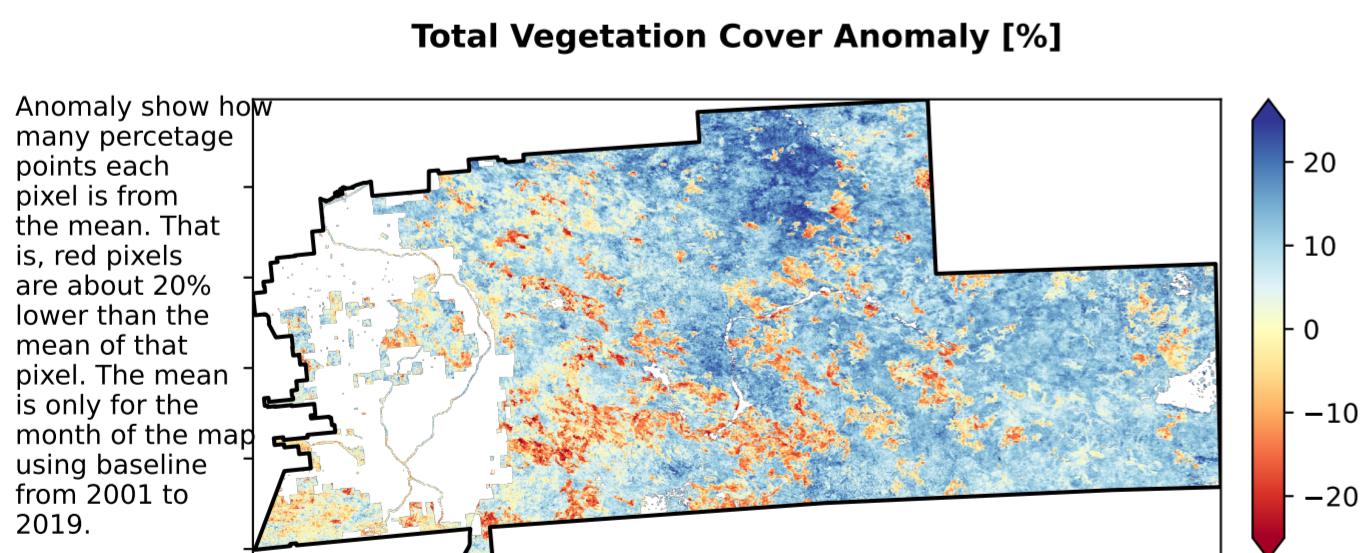 Total Vegetation Cover Anomaly [%]
Anomaly show how
many percetage
points each
pixel is from
the mean. That
is, red pixels
are about 20%
lower than the
mean of that
pixel. The mean
is only for the
month of the map
using baseline
from 2001 to
2019.
20
10
0
−10
−20